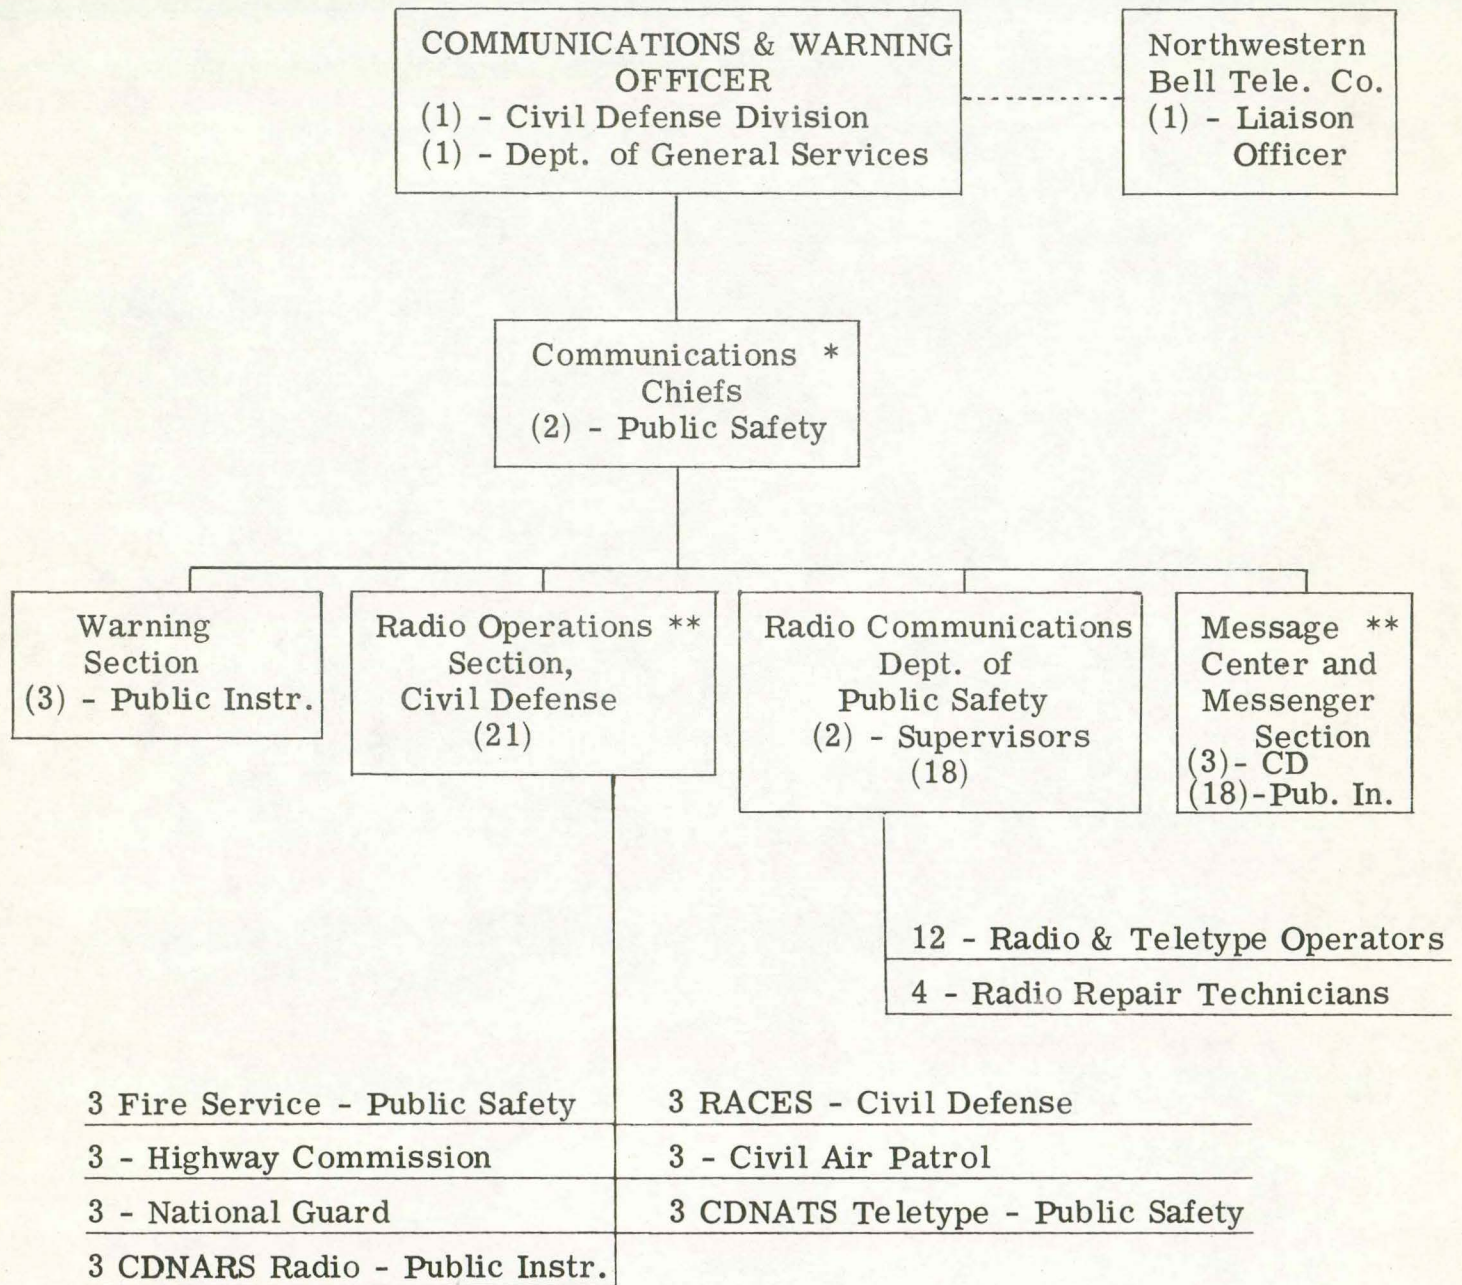 COMMUNICATIONS & WARNING
OFFICER
(1) - Civil Defense Division
(1) - Dept. of General Services
Northwestern
Bell Tele. Co.
(1) - Liaison
Officer
Communications *
Chiefs
(2) - Public Safety
Warning
Section
(3) - Public Instr.
Radio Operations **
Section,
Civil Defense
(21)
Radio Communications
Dept. of
Public Safety
(2) - Supervisors
(18)
Message **
Center and
Messenger
Section
(3)- CD
(18)-Pub. In.
12 - Radio & Teletype Operators
4 - Radio Repair Technicians
3 Fire Service - Public Safety
3 - Highway Commission
3 - National Guard
3 CDNARS Radio - Public Instr.
3 RACES - Civil Defense
3 - Civil Air Patrol
3 CDNATS Teletype - Public Safety